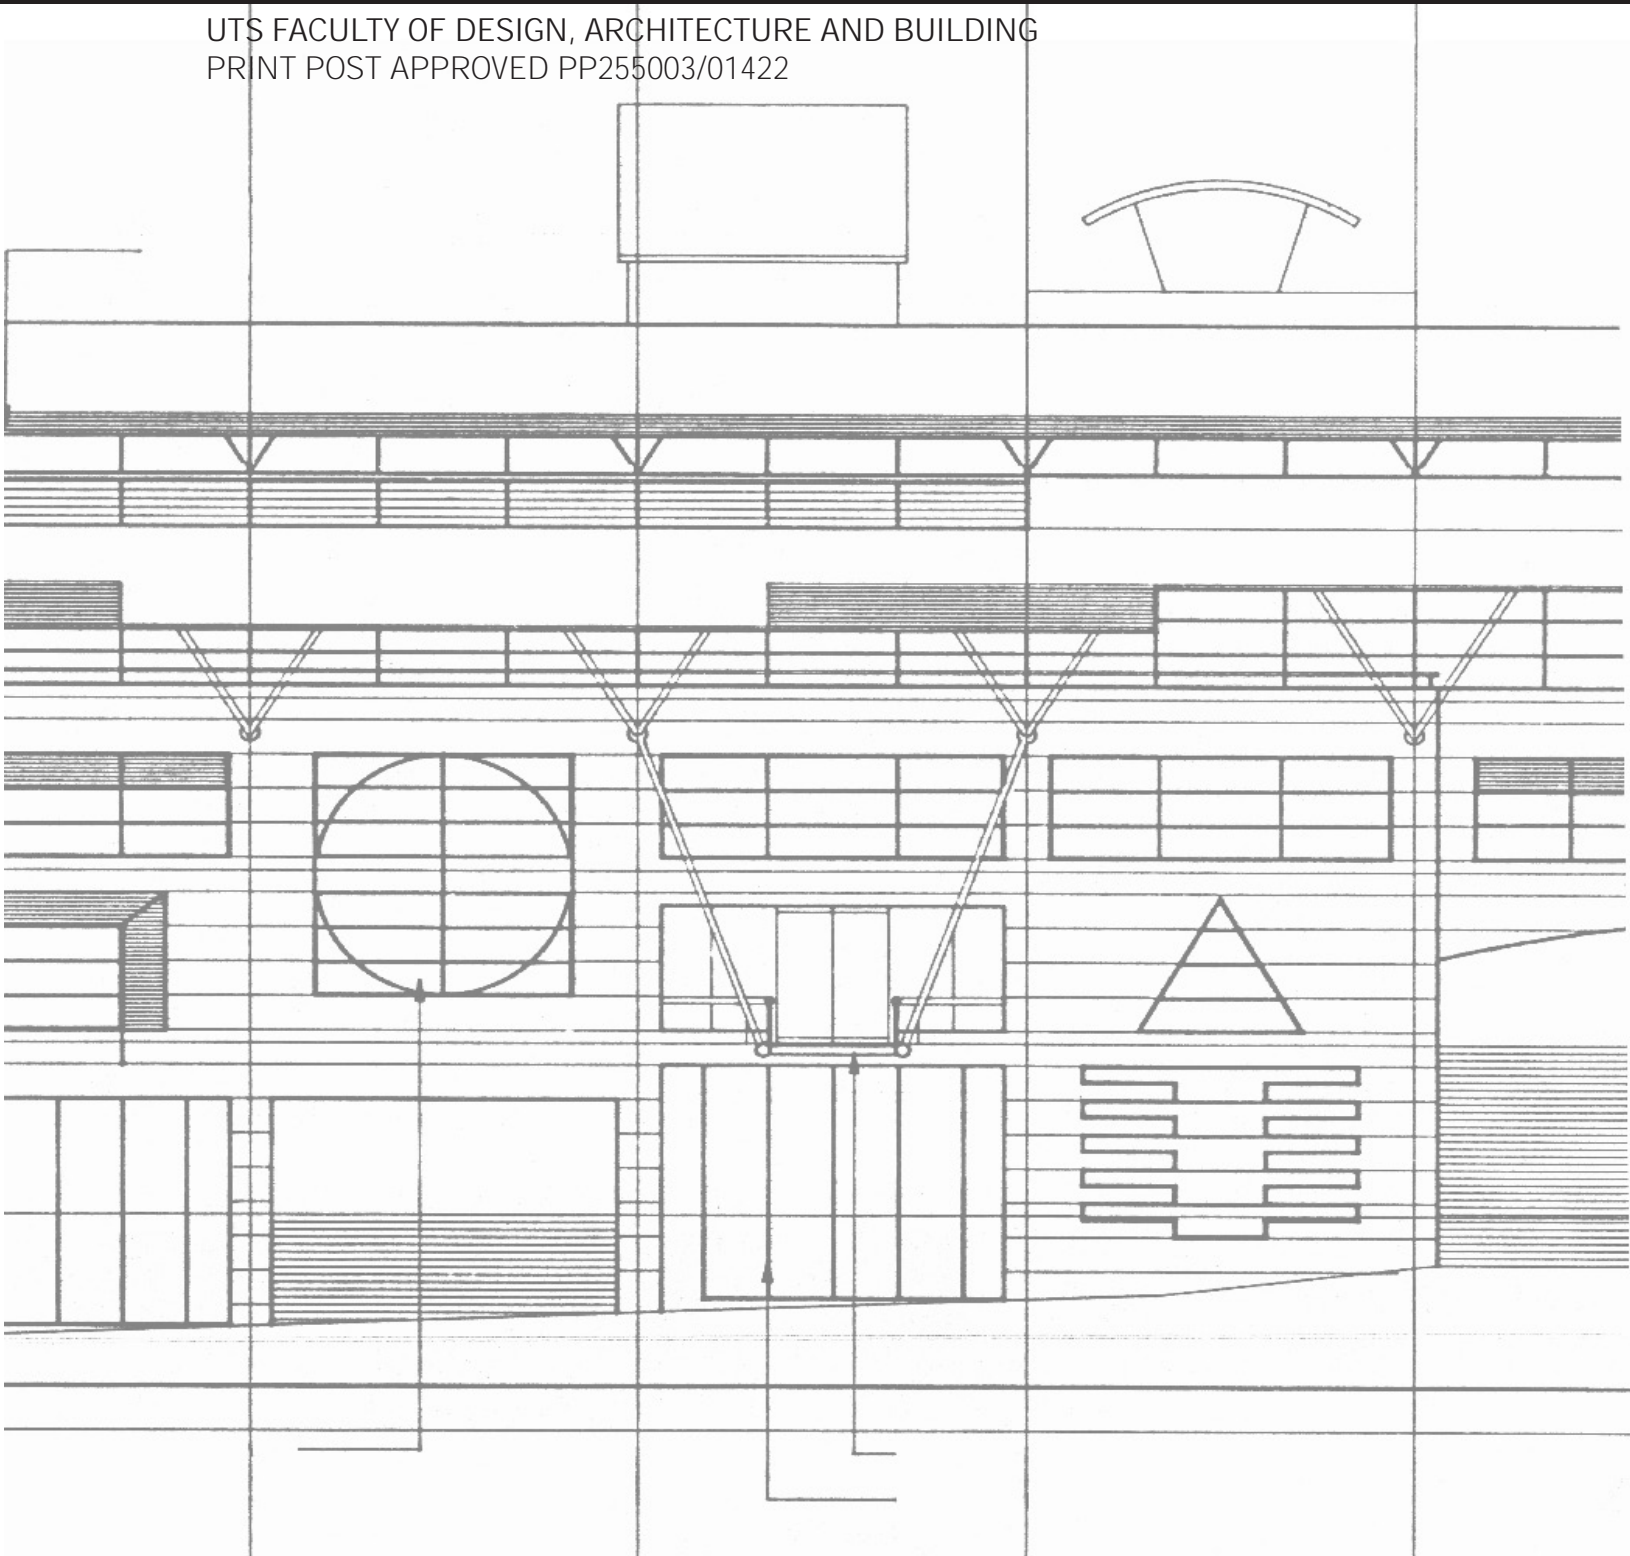 UTS FACULTY OF DESIGN, ARCHITECTURE AND BUILDING
PRINT POST APPROVED PP255003/01422